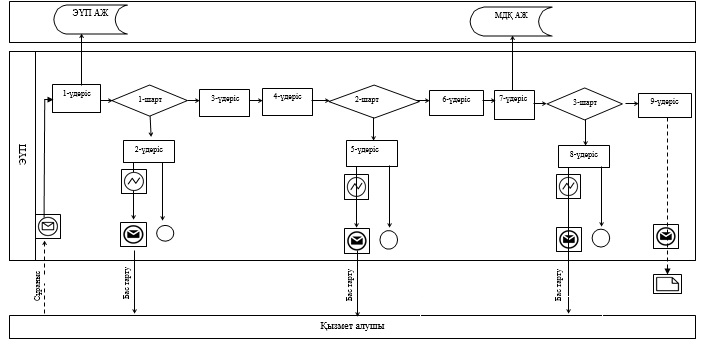 ЭҮП АЖ
МДҚ АЖ
ЭҮП
1-үдеріс
1-шарт
3-үдеріс
4-үдеріс
2-шарт
6-үдеріс
7-үдеріс
3-шарт
9-үдеріс
2-үдеріс
5-үдеріс
8-үдеріс
Сұраныс
Бас тарту
Бас тарту
Бас тарту
Қызмет алушы